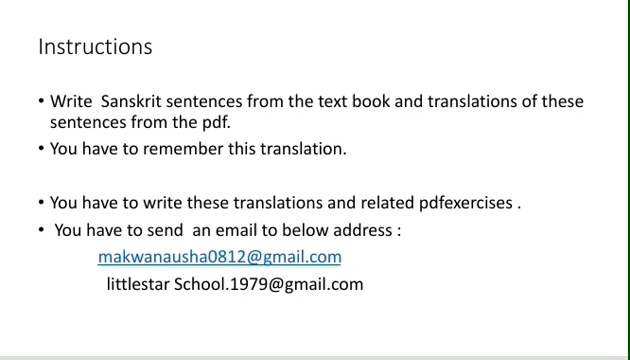 Instructions
• Write  Sanskrit sentences from the text book and translations of these
sentences from the pdf.
• You have to remember this translation.
• You have to write these translations and related pdfexercises .
•  You have to send  an email to below address :
makwanausha0812@gmail.com
littlestar School.1979@gmail.com